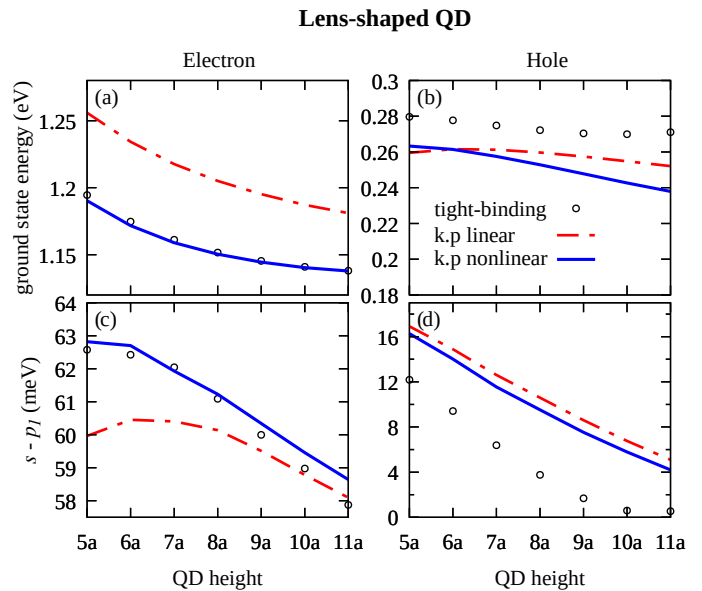 Lens-shaped QD
Electron
Hole
ground state energy (eV)
(a)
1.25
1.2
1.15
(b)
0.3
0.28
0.26
0.24
0.22
0.2
0.18
tight-binding
k.p linear
k.p nonlinear
s - p1 (meV)
(c)
64
63
62
61
60
59
58
5a 6a 7a 8a 9a 10a 11a
QD height
(d)
16
12
8
4
0
5a 6a 7a 8a 9a 10a 11a
QD height